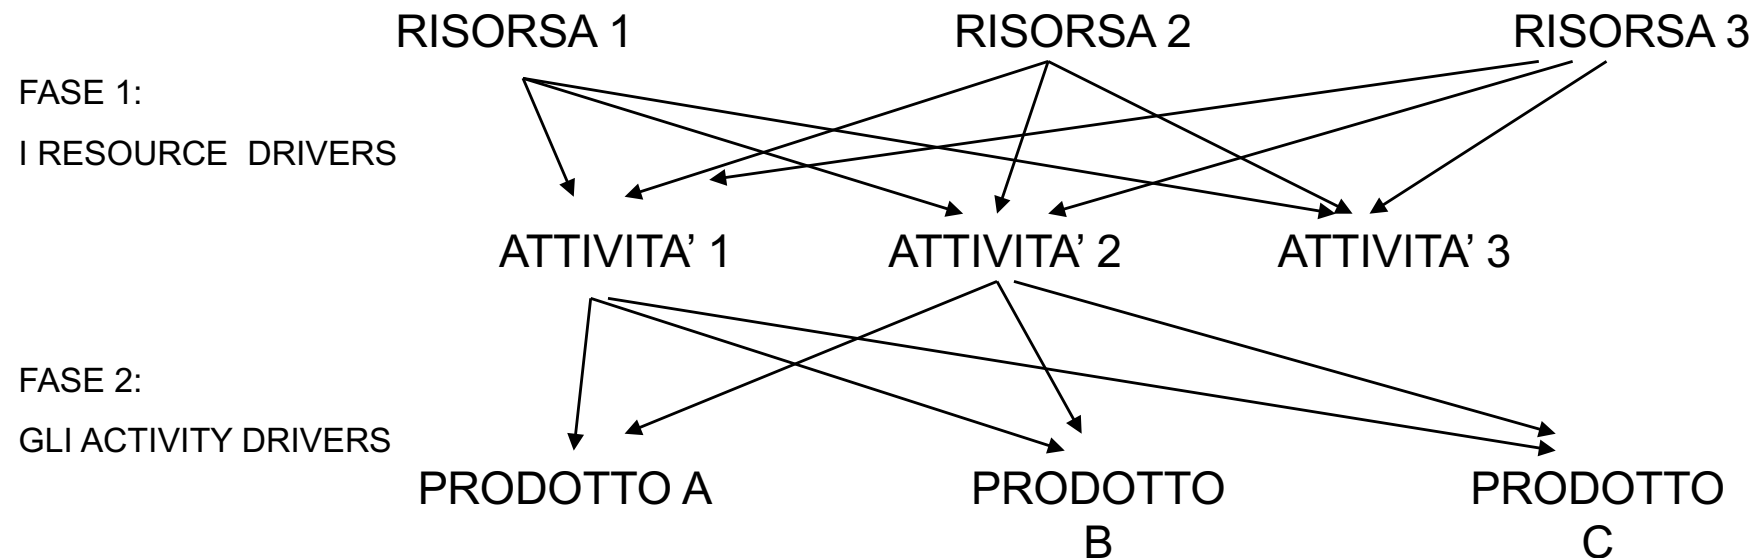 RISORSA 1
RISORSA 2
RISORSA 3
FASE 1:
I RESOURCE  DRIVERS
ATTIVITA’ 1
ATTIVITA’ 2
ATTIVITA’ 3
FASE 2:
GLI ACTIVITY DRIVERS
PRODOTTO A
PRODOTTO
B
PRODOTTO
C